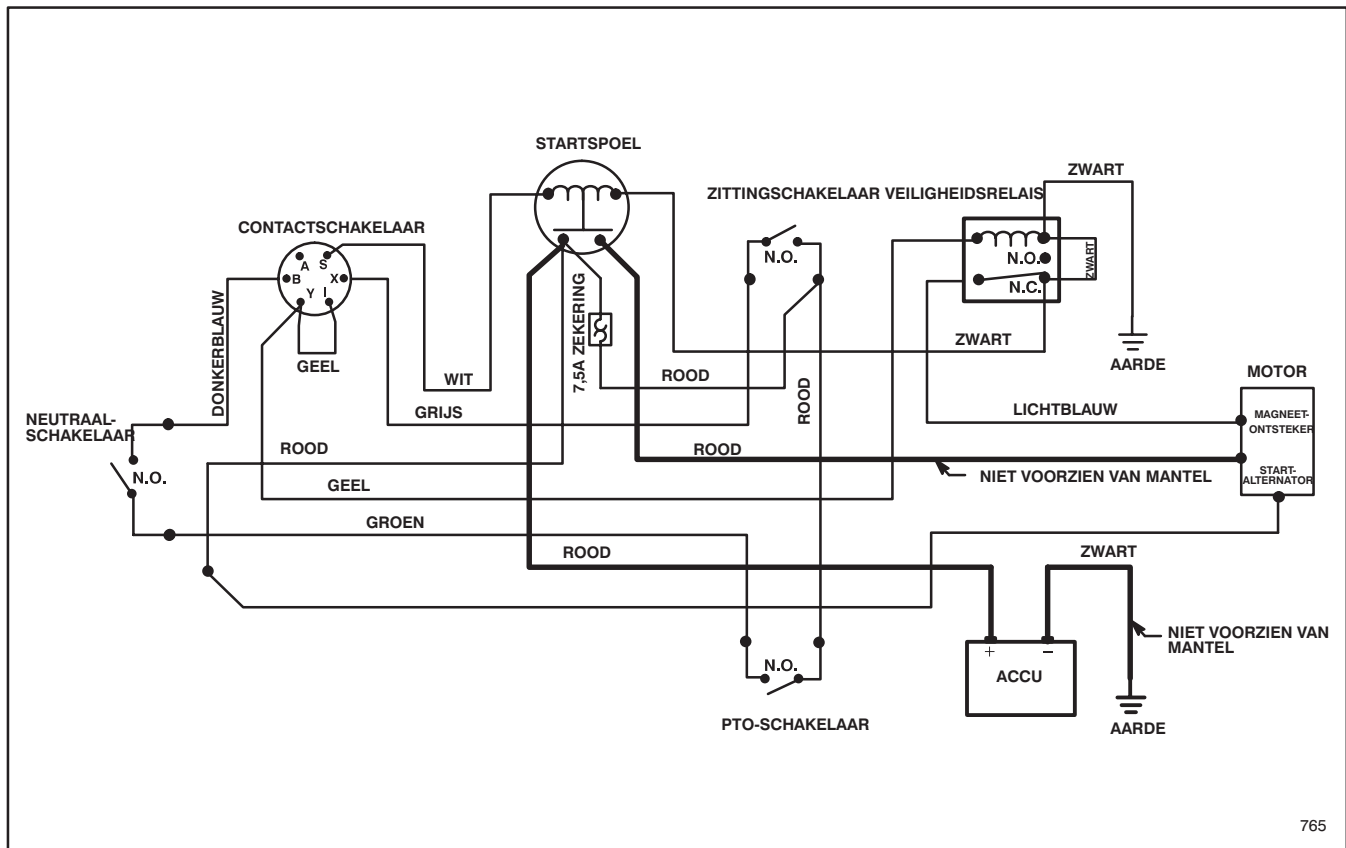 STARTSPOEL
ZWART
ZITTINGSCHAKELAAR VEILIGHEIDSRELAIS
CONTACTSCHAKELAAR
A
S
B
X
Y
I
N.O.
N.O.
N.C.
ZWART
DONKERBLAUW
GEEL
WIT
7,5A ZEKERING
ROOD
ROOD
ZWART
AARDE
MOTOR
GRIJS
LICHTBLAUW
MAGNEET-
ONTSTEKER
NEUTRAAL-
SCHAKELAAR
N.O.
ROOD
ROOD
NIET VOORZIEN VAN MANTEL
START-
ALTERNATOR
GEEL
GROEN
ROOD
ZWART
NIET VOORZIEN VAN
MANTEL
N.O.
+
–
ACCU
PTO-SCHAKELAAR
AARDE
765